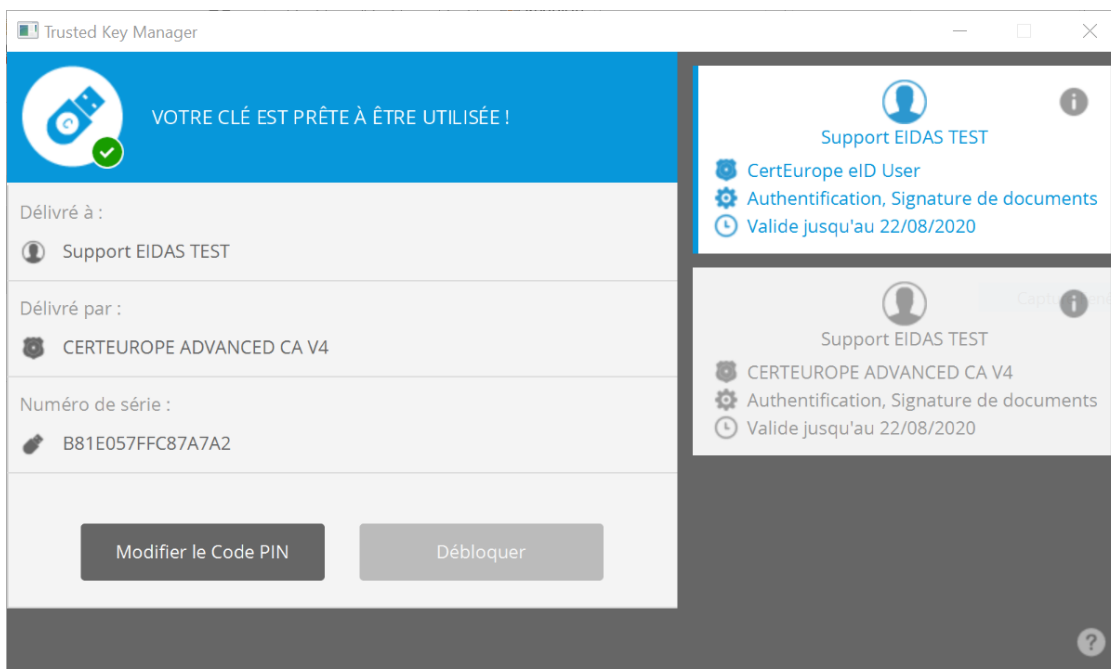 Trusted Key Manager
VOTRE CLÉ EST PRÊTE À ÊTRE UTILISÉE !
Délivré à :
Support EIDAS TEST
Délivré par :
CERTEUROPE ADVANCED CA V4
Numéro de série :
B81E057FFC87A7A2
Modifier le Code PIN
Débloquer
Support EIDAS TEST
CertEurope eID User
Authentification, Signature de documents
Valide jusqu'au 22/08/2020
Support EIDAS TEST
CERTEUROPE ADVANCED CA V4
Authentification, Signature de documents
Valide jusqu'au 22/08/2020